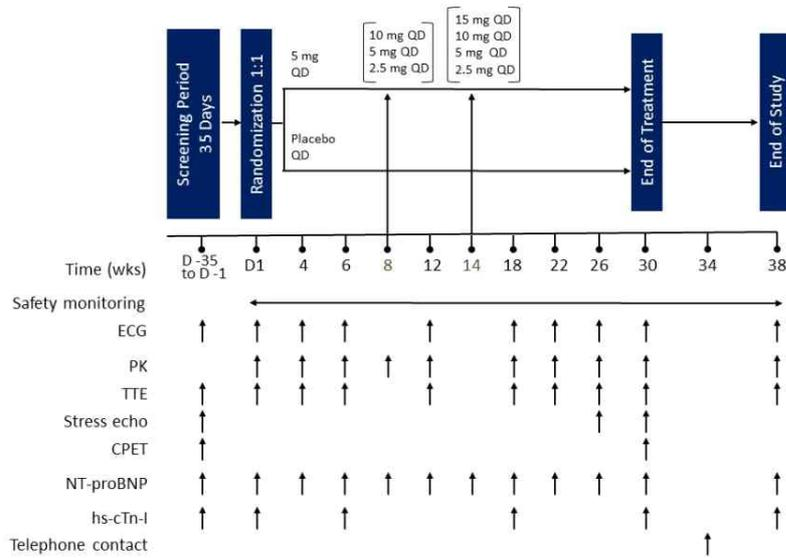 Screening Period
35 Days
Randomization 1:1
5 mg
QD
Placebo
QD
10 mg QD
5 mg QD
2.5 mg QD
15 mg QD
10 mg QD
5 mg QD
2.5 mg QD
End of Treatment
End of Study
Time (wks)
D -35
to D -1
D1 4 6 8 12 14 18 22 26 30 34 38
Safety monitoring
ECG
PK
TTE
Stress echo
CPET
NT-proBNP
hs-cTn-I
Telephone contact